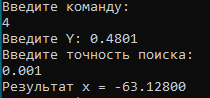 Введите команду:
4
Введите Y: 0.4801
Введите точность поиска:
0.001
Результат x = -63.12800